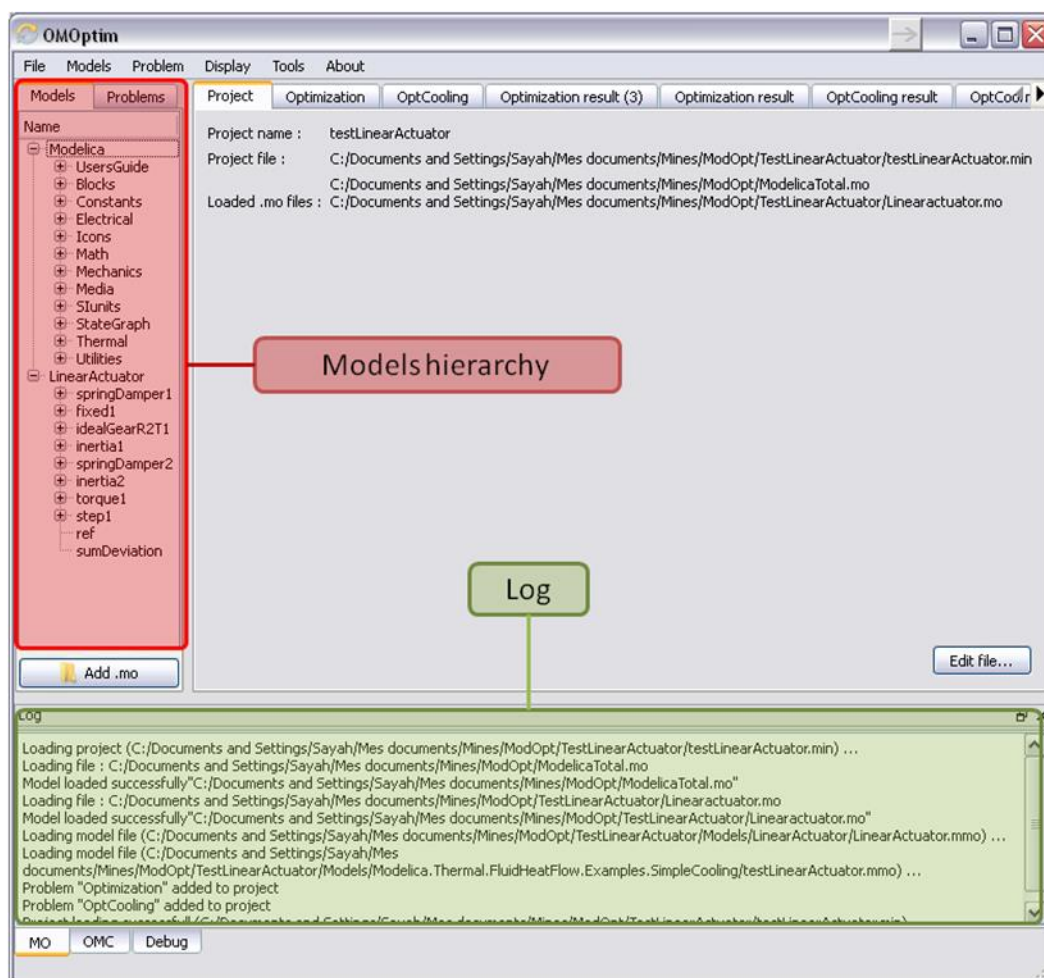 OMOptim
File Models Problem Display Tools About
Models Problems
Project Optimization OptCooling Optimization result (3) Optimization result OptCooling result
Name
Modelica
UsersGuide
Blocks
Constants
Electrical
Icons
Math
Mechanics
Media
SIunits
StateGraph
Thermal
Utilities
LinearActuator
springDamper1
fixed1
idealGearR2T1
inertia1
springDamper2
inertia2
torque1
step1
ref
sumDeviation
Add .mo
Project name : testLinearActuator
Project file : C:/Documents and Settings/Sayah/Mes documents/Mines/ModOpt/TestLinearActuator/testLinearActuator.min
C:/Documents and Settings/Sayah/Mes documents/Mines/ModOpt/ModelicaTotal.mo
Loaded .mo files : C:/Documents and Settings/Sayah/Mes documents/Mines/ModOpt/TestLinearActuator/Linearactuator.mo
Models hierarchy
Log
Edit file...
Log
Loading project (C:/Documents and Settings/Sayah/Mes documents/Mines/ModOpt/TestLinearActuator/testLinearActuator.min) ...
Loading file : C:/Documents and Settings/Sayah/Mes documents/Mines/ModOpt/ModelicaTotal.mo
Model loaded successfully"C:/Documents and Settings/Sayah/Mes documents/Mines/ModOpt/ModelicaTotal.mo"
Loading file : C:/Documents and Settings/Sayah/Mes documents/Mines/ModOpt/TestLinearActuator/Linearactuator.mo
Model loaded successfully"C:/Documents and Settings/Sayah/Mes documents/Mines/ModOpt/TestLinearActuator/Linearactuator.mo"
Loading model file (C:/Documents and Settings/Sayah/Mes documents/Mines/ModOpt/TestLinearActuator/Models/LinearActuator/LinearActuator.mmo) ...
Loading model file (C:/Documents and Settings/Sayah/Mes
documents/Mines/ModOpt/TestLinearActuator/Models/Modelica.Thermal.FluidHeatFlow.Examples.SimpleCooling/testLinearActuator.mmo) ...
Problem "Optimization" added to project
Problem "OptCooling" added to project
MO OMC Debug